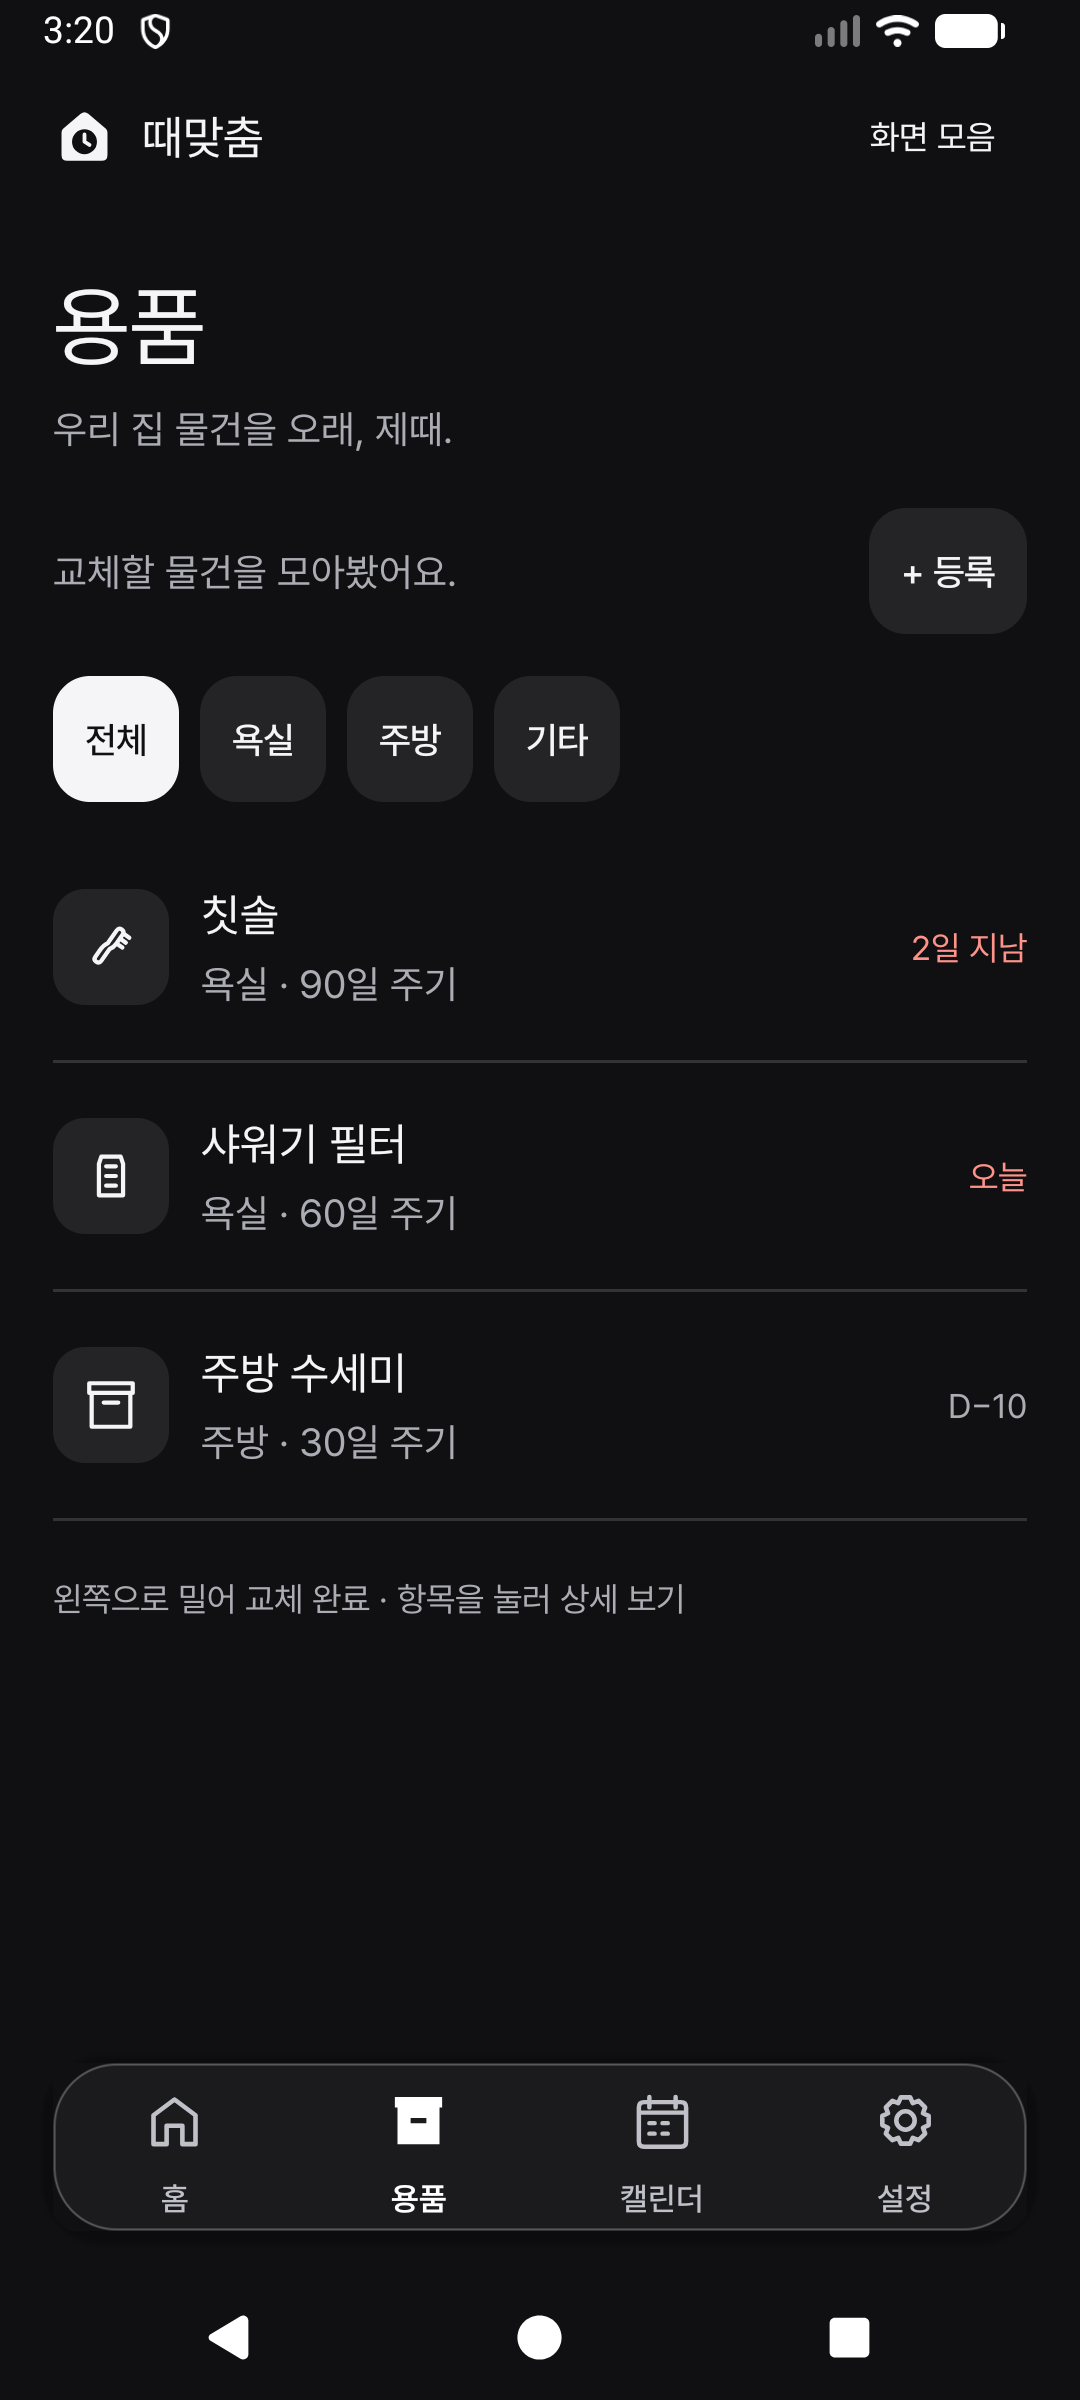 3:20
때맞춤
화면 모음
용품
우리 집 물건을 오래, 제때.
교체할 물건을 모아봤어요.
+ 등록
전체
욕실
주방
기타
칫솔
욕실 · 90일 주기
2일 지남
샤워기 필터
욕실 · 60일 주기
오늘
주방 수세미
주방 · 30일 주기
D-10
왼쪽으로 밀어 교체 완료 · 항목을 눌러 상세 보기
홈
용품
캘린더
설정